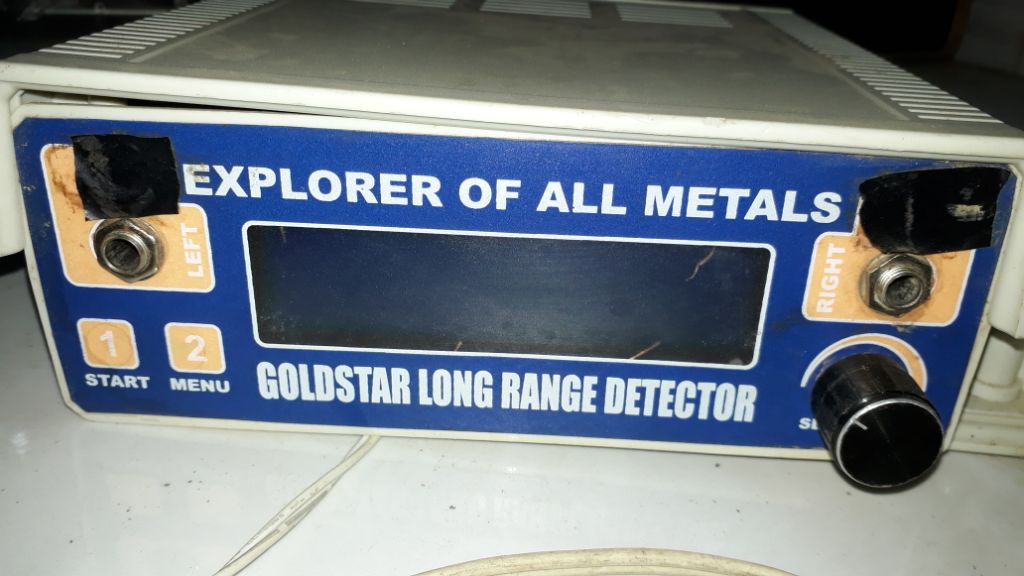 EXPLORER OF ALL METALS
LEFT
RIGHT
1
2
START
MENU
GOLDSTAR LONG RANGE DETECTOR